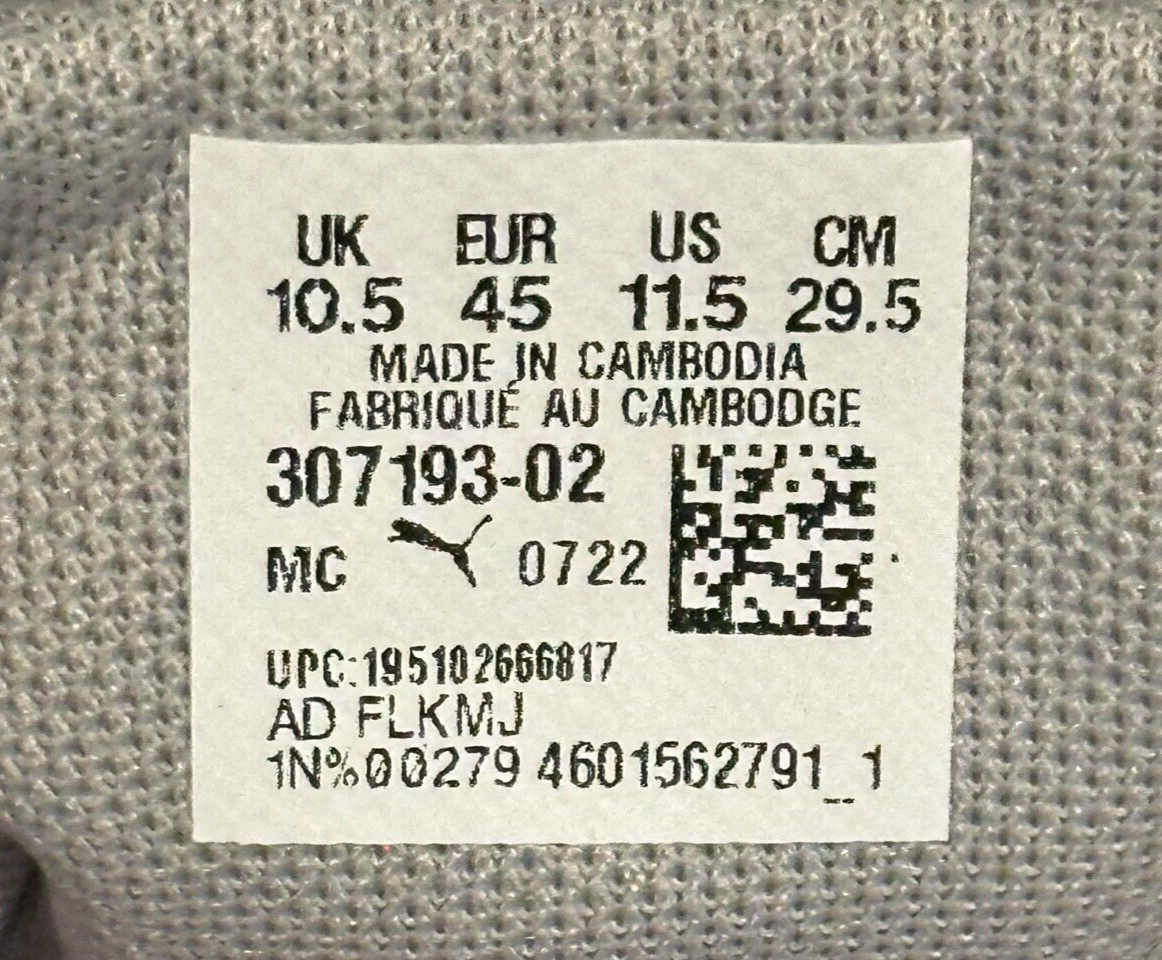 UK EUR US CM
10.5 45 11.5 29.5
MADE IN CAMBODIA
FABRIQUÉ AU CAMBODGE
307193-02
MC 0722
UPC:195102666817
AD FLKMJ
1N%00279 4601562791_1